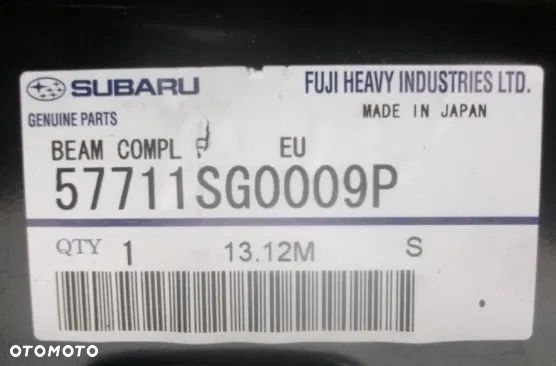 SUBARU
FUJI HEAVY INDUSTRIES LTD.
GENUINE PARTS
MADE IN JAPAN
BEAM COMPL F EU
57711SG0009P
QTY 1 13.12M S
OTOMOTO